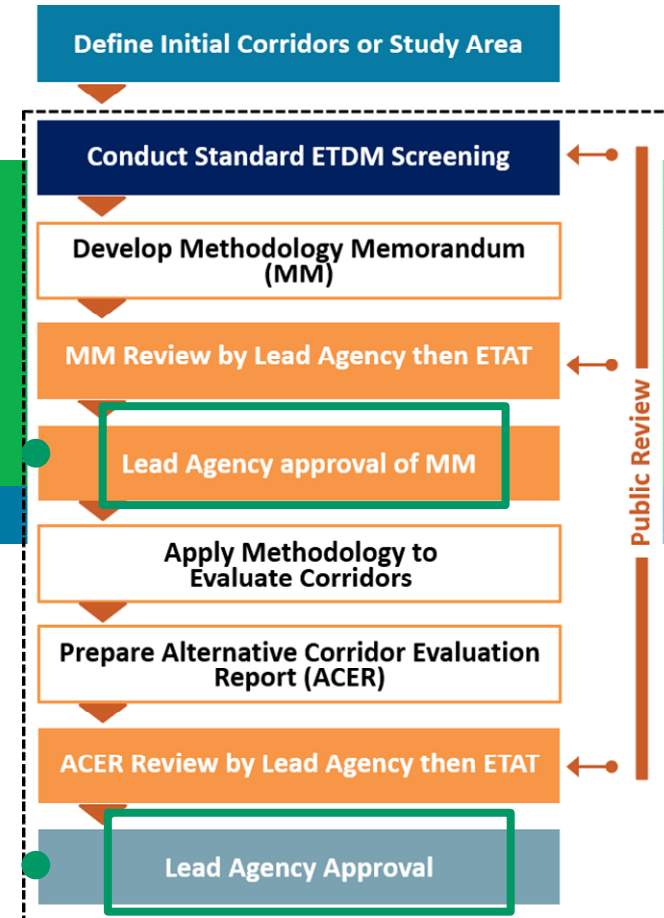 Define Initial Corridors or Study Area
Conduct Standard ETDM Screening
Develop Methodology Memorandum
(MM)
MM Review by Lead Agency then ETAT
Lead Agency approval of MM
Apply Methodology to
Evaluate Corridors
Prepare Alternative Corridor Evaluation
Report (ACER)
ACER Review by Lead Agency then ETAT
Lead Agency Approval
Public Review